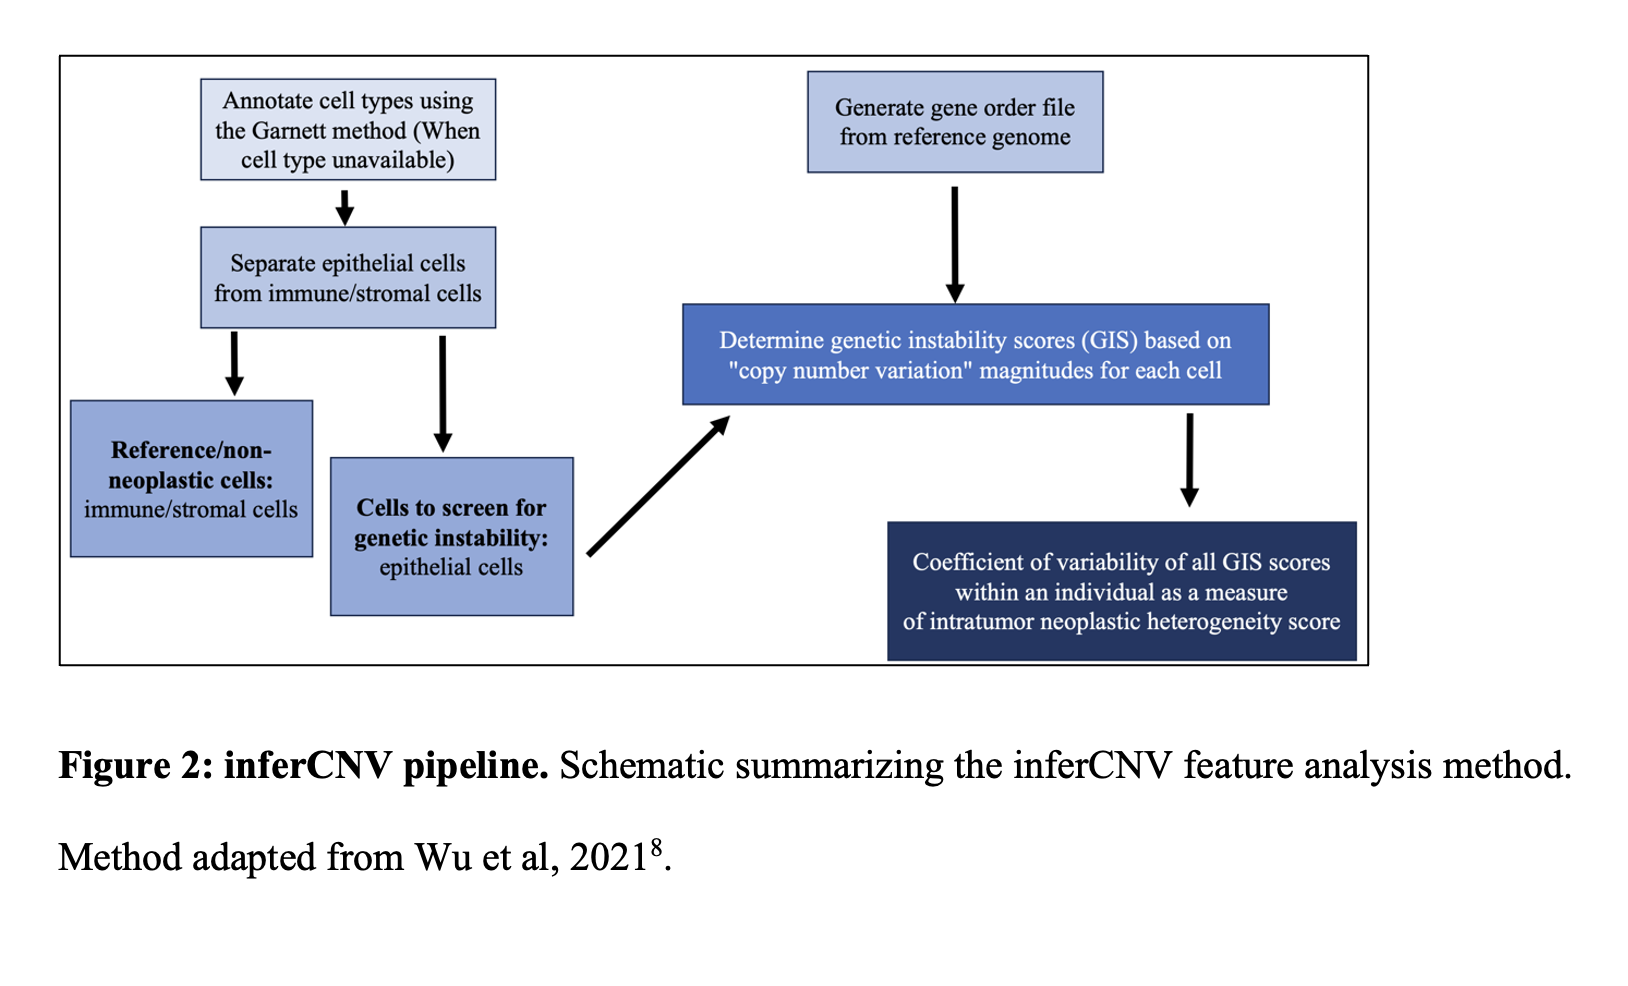 Annotate cell types using
the Garnett method (When
cell type unavailable)
Separate epithelial cells
from immune/stromal cells
Reference/non-
neoplastic cells:
immune/stromal cells
Cells to screen for
genetic instability:
epithelial cells
Generate gene order file
from reference genome
Determine genetic instability scores (GIS) based on
"copy number variation" magnitudes for each cell
Coefficient of variability of all GIS scores
within an individual as a measure
of intratumor neoplastic heterogeneity score
Figure 2: inferCNV pipeline. Schematic summarizing the inferCNV feature analysis method.
Method adapted from Wu et al, 2021⁸.